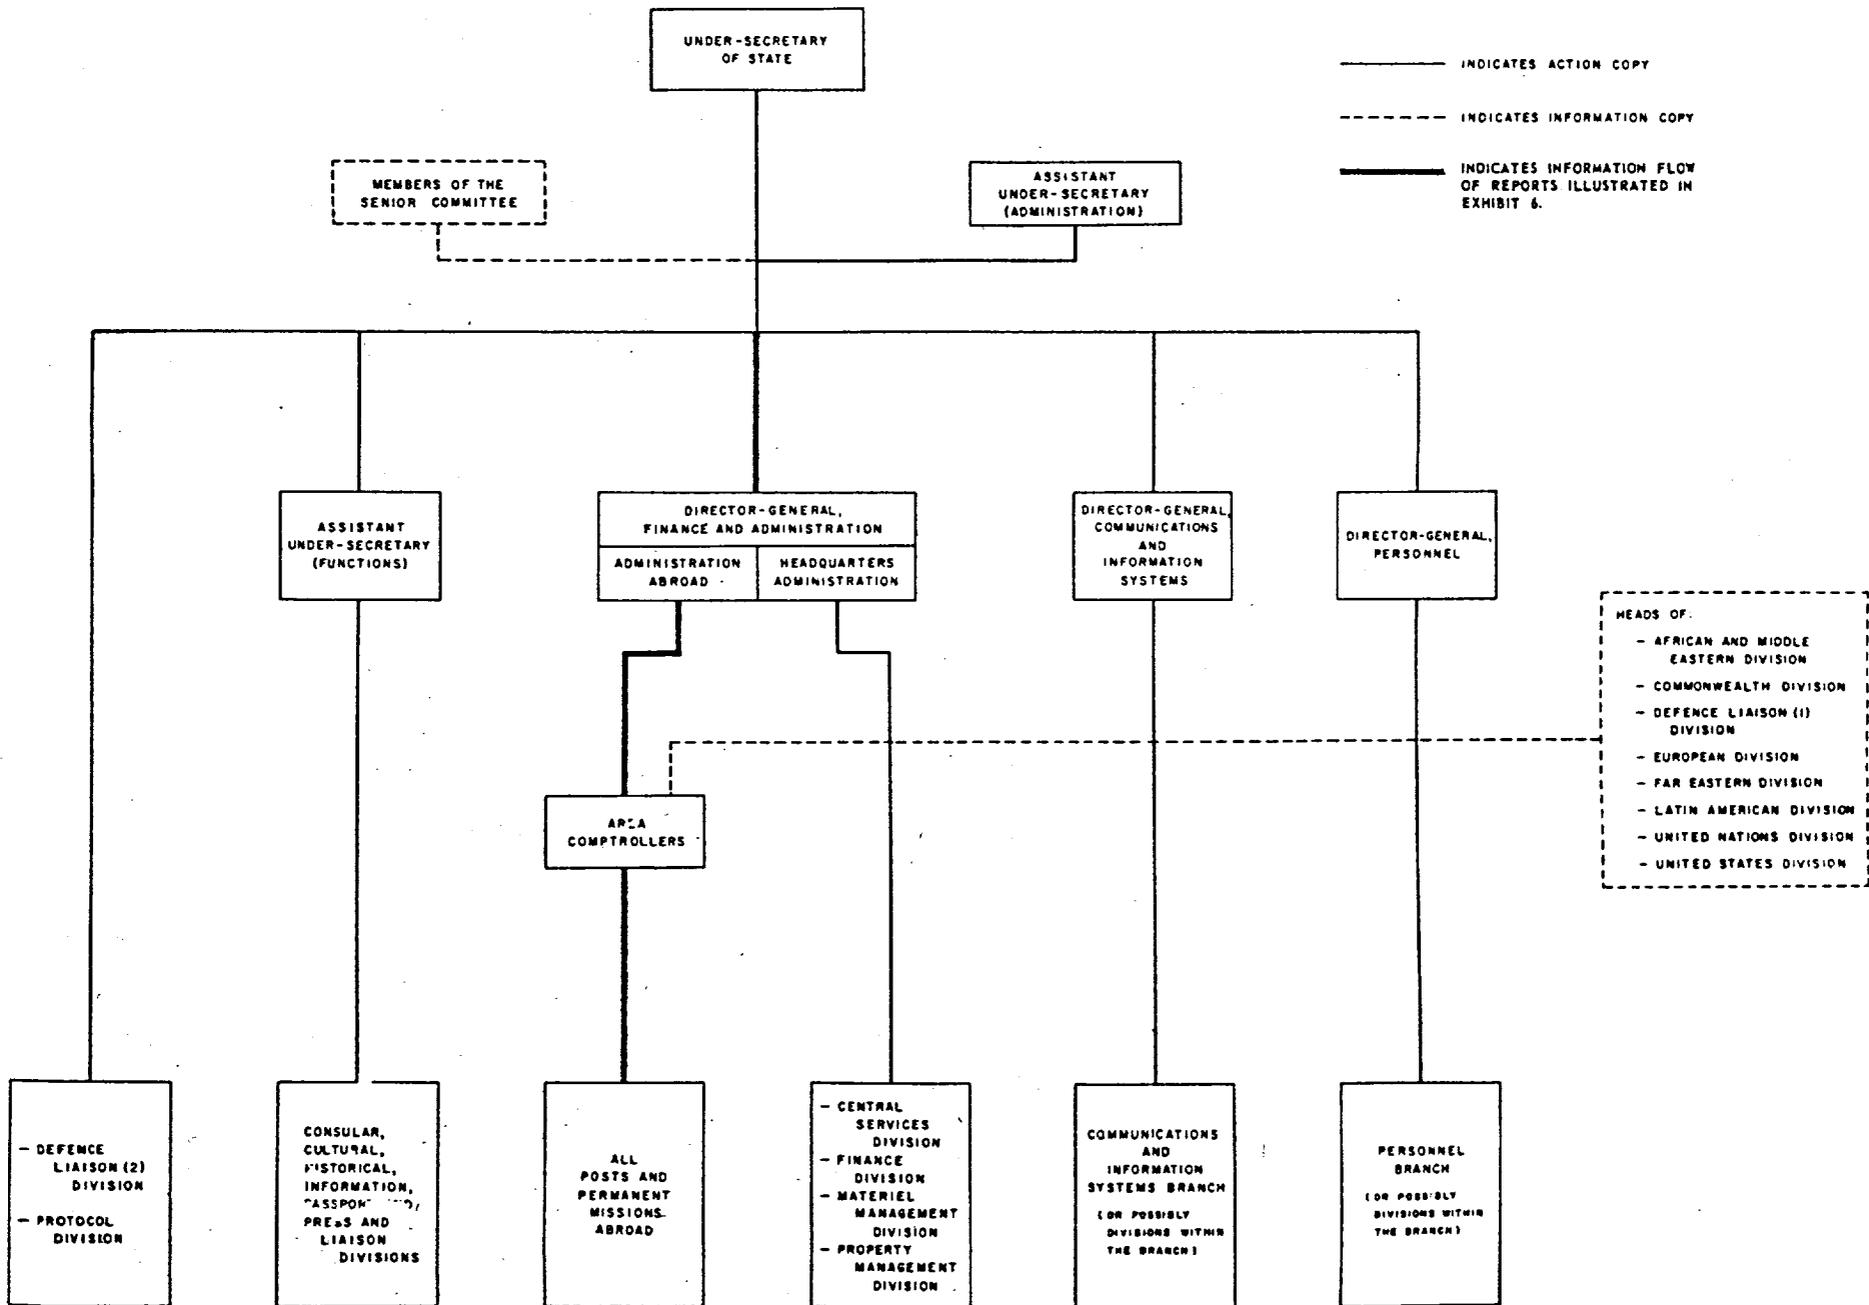 UNDER-SECRETARY
OF STATE
INDICATES ACTION COPY
INDICATES INFORMATION COPY
INDICATES INFORMATION FLOW
OF REPORTS ILLUSTRATED IN
EXHIBIT 6.
MEMBERS OF THE
SENIOR COMMITTEE
ASSISTANT
UNDER-SECRETARY
(ADMINISTRATION)
ASSISTANT
UNDER-SECRETARY
(FUNCTIONS)
DIRECTOR-GENERAL,
FINANCE AND ADMINISTRATION
ADMINISTRATION
ABROAD
HEADQUARTERS
ADMINISTRATION
DIRECTOR-GENERAL,
COMMUNICATIONS
AND
INFORMATION
SYSTEMS
DIRECTOR-GENERAL,
PERSONNEL
HEADS OF:
- AFRICAN AND MIDDLE
EASTERN DIVISION
- COMMONWEALTH DIVISION
- DEFENCE LIAISON (1)
DIVISION
- EUROPEAN DIVISION
- FAR EASTERN DIVISION
- LATIN AMERICAN DIVISION
- UNITED NATIONS DIVISION
- UNITED STATES DIVISION
AREA
COMPTROLLERS
- DEFENCE
LIAISON (2)
DIVISION
- PROTOCOL
DIVISION
CONSULAR,
CULTURAL,
HISTORICAL,
INFORMATION,
PRESS AND
LIAISON
DIVISIONS
ALL
POSTS AND
PERMANENT
MISSIONS
ABROAD
- CENTRAL
SERVICES
DIVISION
- FINANCE
DIVISION
- MATERIEL
MANAGEMENT
DIVISION
- PROPERTY
MANAGEMENT
DIVISION
COMMUNICATIONS
AND
INFORMATION
SYSTEMS BRANCH
(OR POSSIBLY
DIVISIONS WITHIN
THE BRANCH)
PERSONNEL
BRANCH
(OR POSSIBLY
DIVISIONS WITHIN
THE BRANCH)